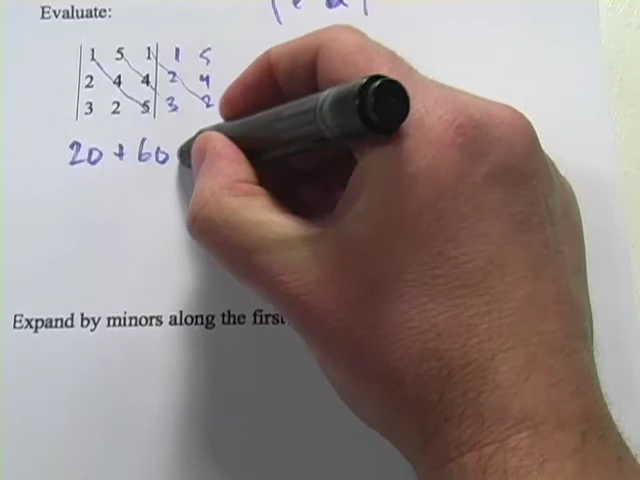 Evaluate:
1 5 1 1 5
2 4 4 2 4
3 2 5 3 2
20 + 60
Expand by minors along the first